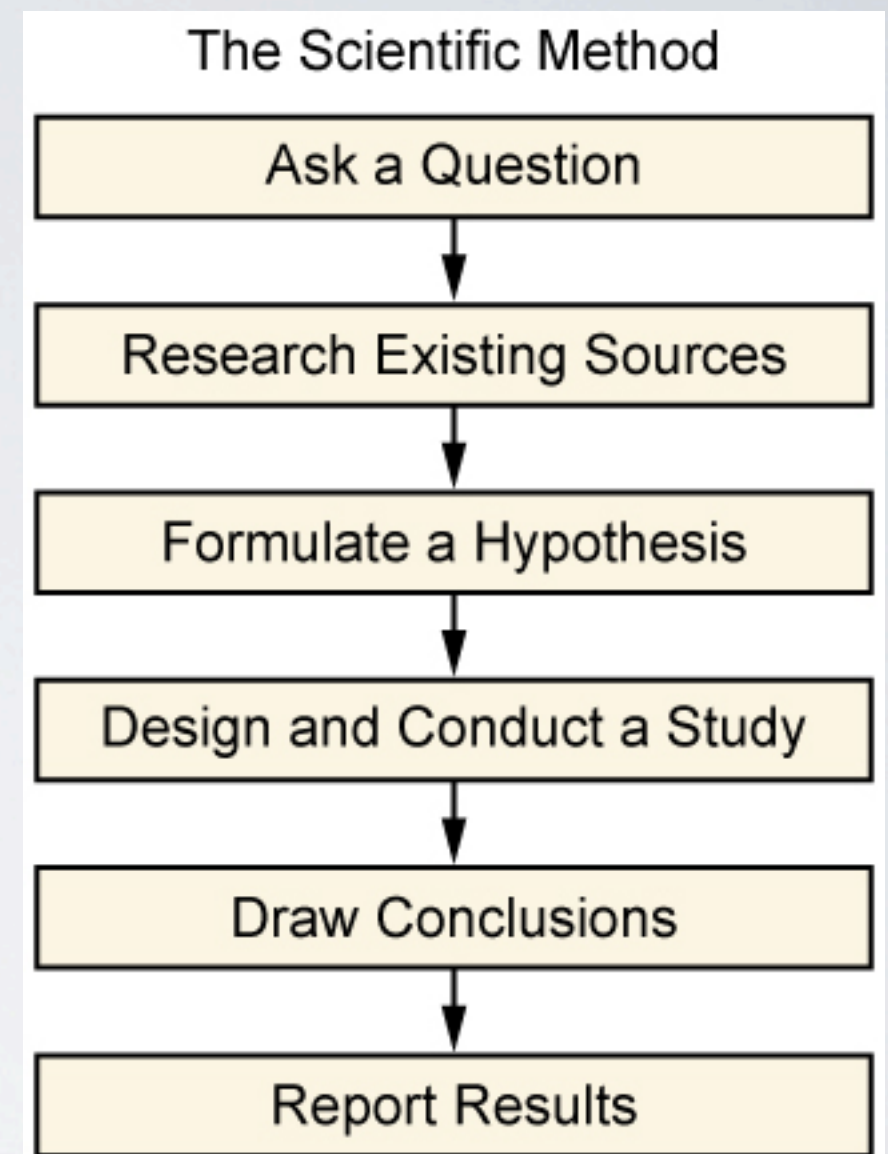 The Scientific Method
Ask a Question
Research Existing Sources
Formulate a Hypothesis
Design and Conduct a Study
Draw Conclusions
Report Results